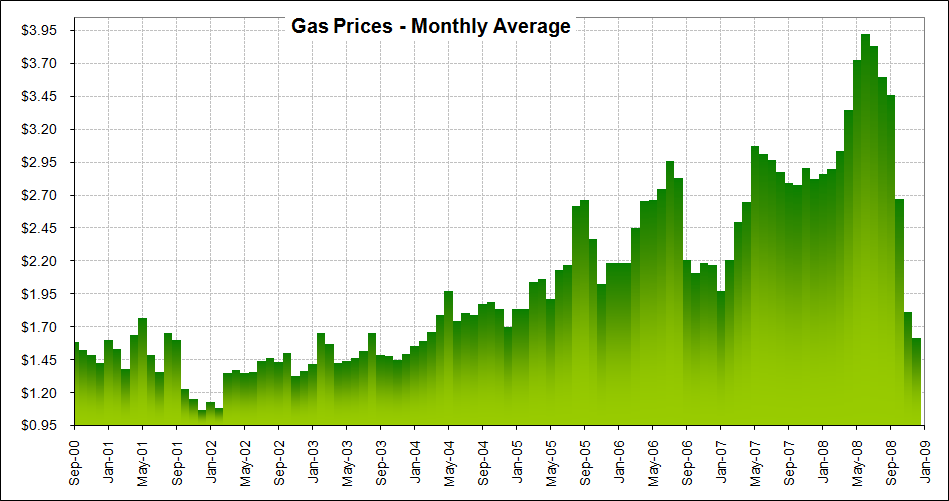 Gas Prices - Monthly Average
$3.95
$3.70
$3.45
$3.20
$2.95
$2.70
$2.45
$2.20
$1.95
$1.70
$1.45
$1.20
$0.95
Sep-00
Jan-01
May-01
Sep-01
Jan-02
May-02
Sep-02
Jan-03
May-03
Sep-03
Jan-04
May-04
Sep-04
Jan-05
May-05
Sep-05
Jan-06
May-06
Sep-06
Jan-07
May-07
Sep-07
Jan-08
May-08
Sep-08
Jan-09